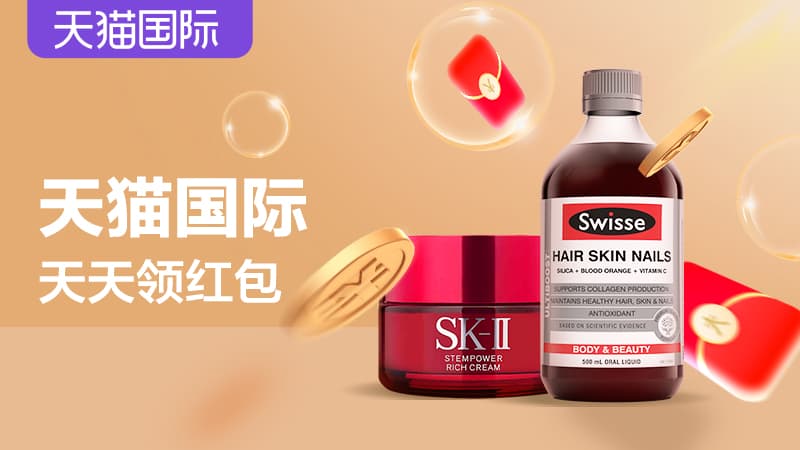 天猫国际
天猫国际
天天领红包
SK-II
STEMPOWER
RICH CREAM
Swisse
ULTIBOOST
HAIR SKIN NAILS
SILICA + BLOOD ORANGE + VITAMIN C
SUPPORTS COLLAGEN PRODUCTION
MAINTAINS HEALTHY HAIR, SKIN & NAILS
ANTIOXIDANT
BASED ON SCIENTIFIC EVIDENCE
BODY & BEAUTY
500 mL ORAL LIQUID